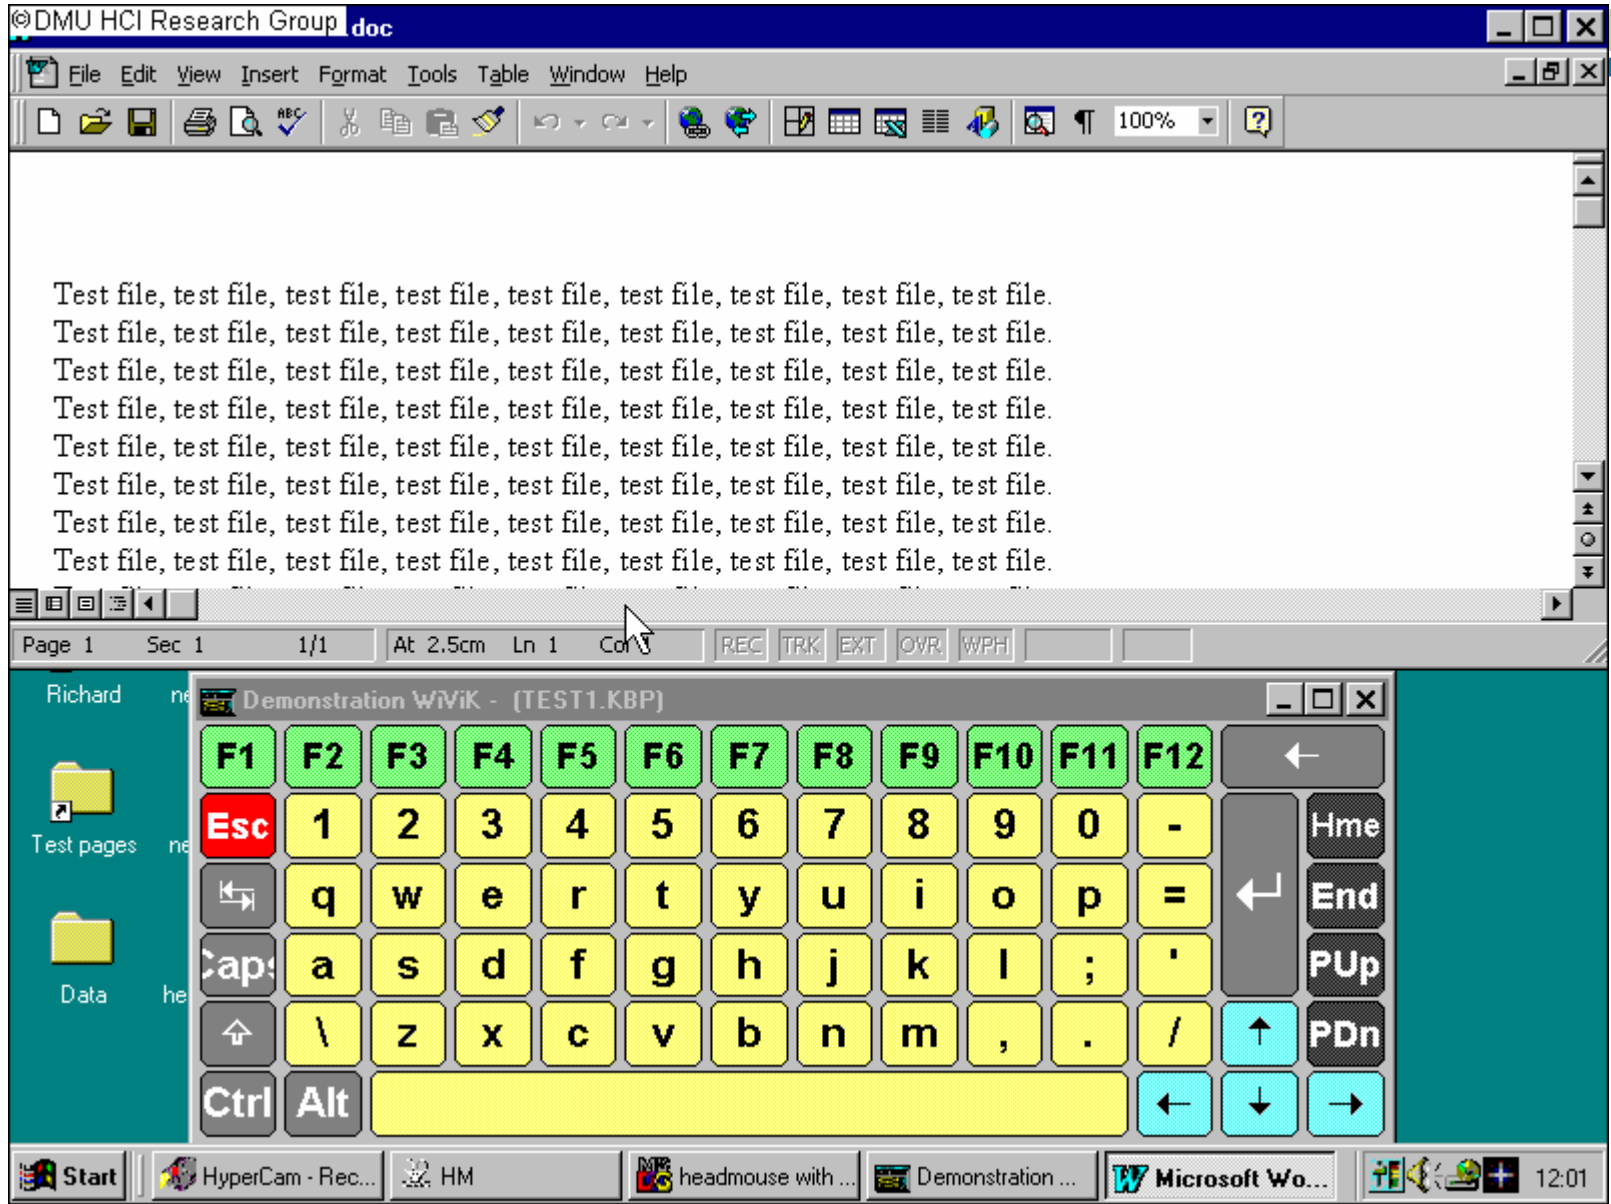 ©DMU HCI Research Group doc
File Edit View Insert Format Tools Table Window Help
ABC 100%
Test file, test file, test file, test file, test file, test file, test file, test file, test file.
Test file, test file, test file, test file, test file, test file, test file, test file, test file.
Test file, test file, test file, test file, test file, test file, test file, test file, test file.
Test file, test file, test file, test file, test file, test file, test file, test file, test file.
Test file, test file, test file, test file, test file, test file, test file, test file, test file.
Test file, test file, test file, test file, test file, test file, test file, test file, test file.
Test file, test file, test file, test file, test file, test file, test file, test file, test file.
Test file, test file, test file, test file, test file, test file, test file, test file, test file.
Page 1 Sec 1 1/1 At 2.5cm Ln 1 REC TRK EXT OVR WPH
Richard ne
Demonstration WiViK - (TEST1.KBP)
F1 F2 F3 F4 F5 F6 F7 F8 F9 F10 F11 F12 ←
Esc 1 2 3 4 5 6 7 8 9 0 - Hme
Test pages ne
q w e r t y u i o p = End
Caps a s d f g h j k l ; ' PUp
Data he
\ z x c v b n m , . / ↑ PDn
Ctrl Alt ← ↓ →
Start HyperCam - Rec... HM headmouse with ... Demonstration ... Microsoft Wo... 12:01